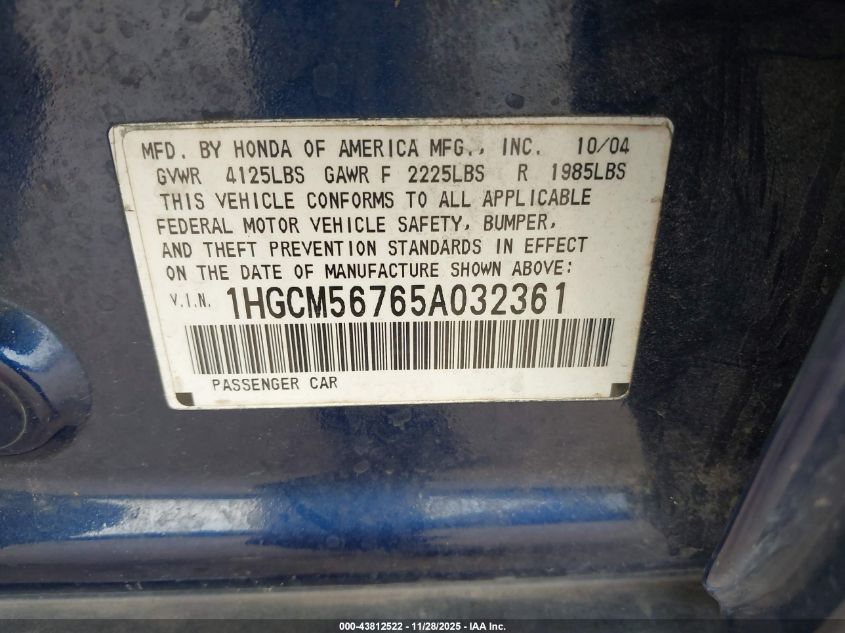 MFD. BY HONDA OF AMERICA MFG., INC. 10/04
GVWR 4125LBS GAWR F 2225LBS R 1985LBS
THIS VEHICLE CONFORMS TO ALL APPLICABLE
FEDERAL MOTOR VEHICLE SAFETY, BUMPER,
AND THEFT PREVENTION STANDARDS IN EFFECT
ON THE DATE OF MANUFACTURE SHOWN ABOVE:
V.I.N. 1HGCM56765A032361
PASSENGER CAR
000-43812522 | 11/28/2025 | IAA Inc.